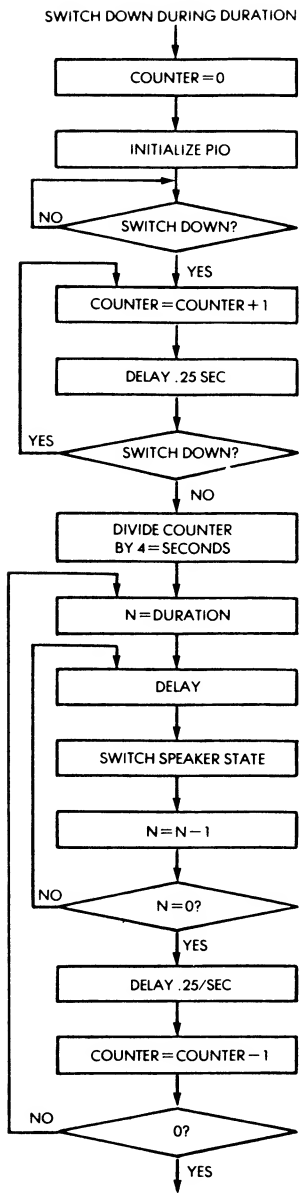 SWITCH DOWN DURING DURATION
COUNTER=0
INITIALIZE PIO
NO
SWITCH DOWN?
YES
COUNTER=COUNTER+1
DELAY .25 SEC
YES
SWITCH DOWN?
NO
DIVIDE COUNTER
BY 4=SECONDS
N=DURATION
DELAY
SWITCH SPEAKER STATE
N=N-1
NO
N=0?
YES
DELAY .25/SEC
COUNTER=COUNTER-1
NO
0?
YES